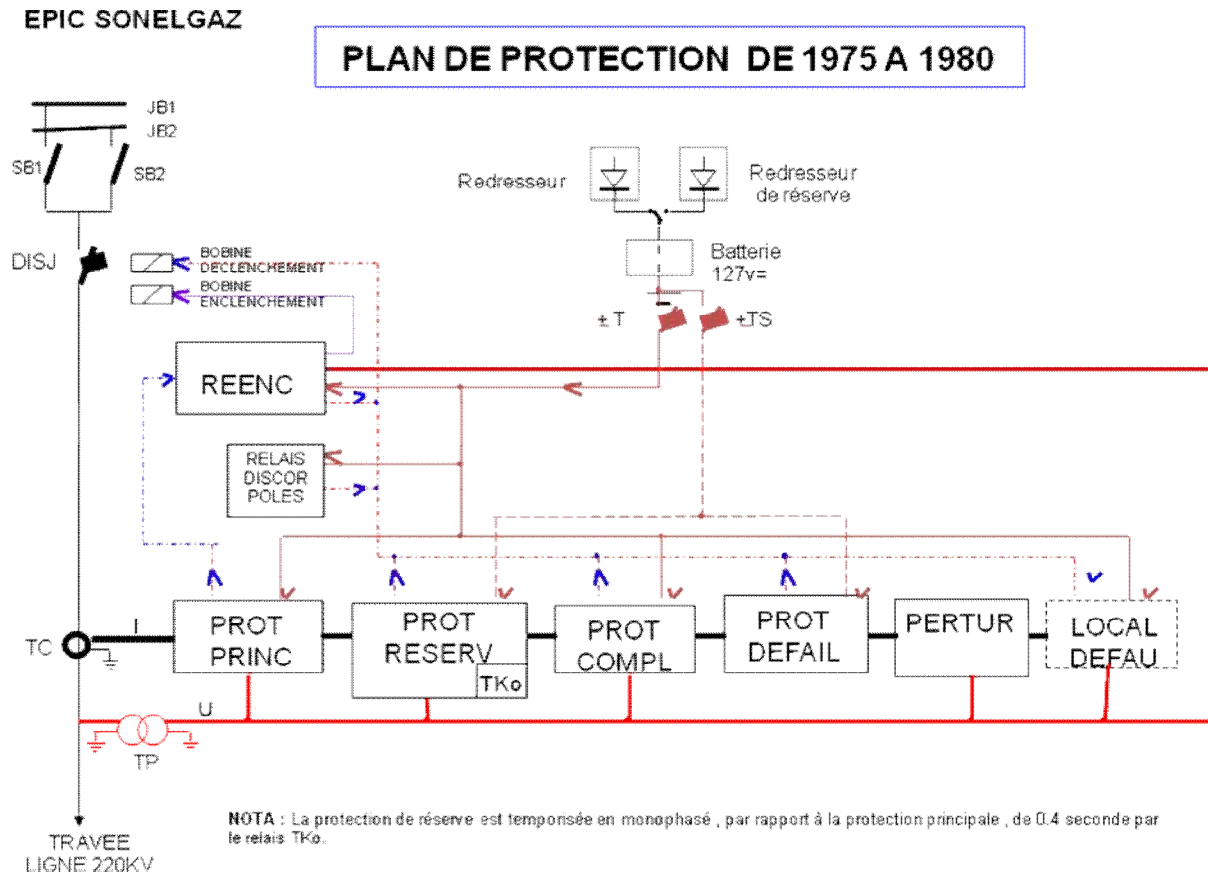 EPIC SONELGAZ
PLAN DE PROTECTION DE 1975 A 1980
JB1
JB2
SB1
SB2
Redresseur
Redresseur
de réserve
DISJ
BOBINE
DECLENCHEMENT
BOBINE
ENCLENCHEMENT
Batterie
127v=
± T
±TS
REENC
RELAIS
DISCOR
POLES
TC
I
PROT
PRINC
PROT
RESERV
TKo
PROT
COMPL
PROT
DEFAIL
PERTUR
LOCAL
DEFAU
U
TP
NOTA : La protection de réserve est temporisée en monophasé , par rapport à la protection principale , de 0.4 seconde par
le relais TKo.
TRAVEE
LIGNE 220KV